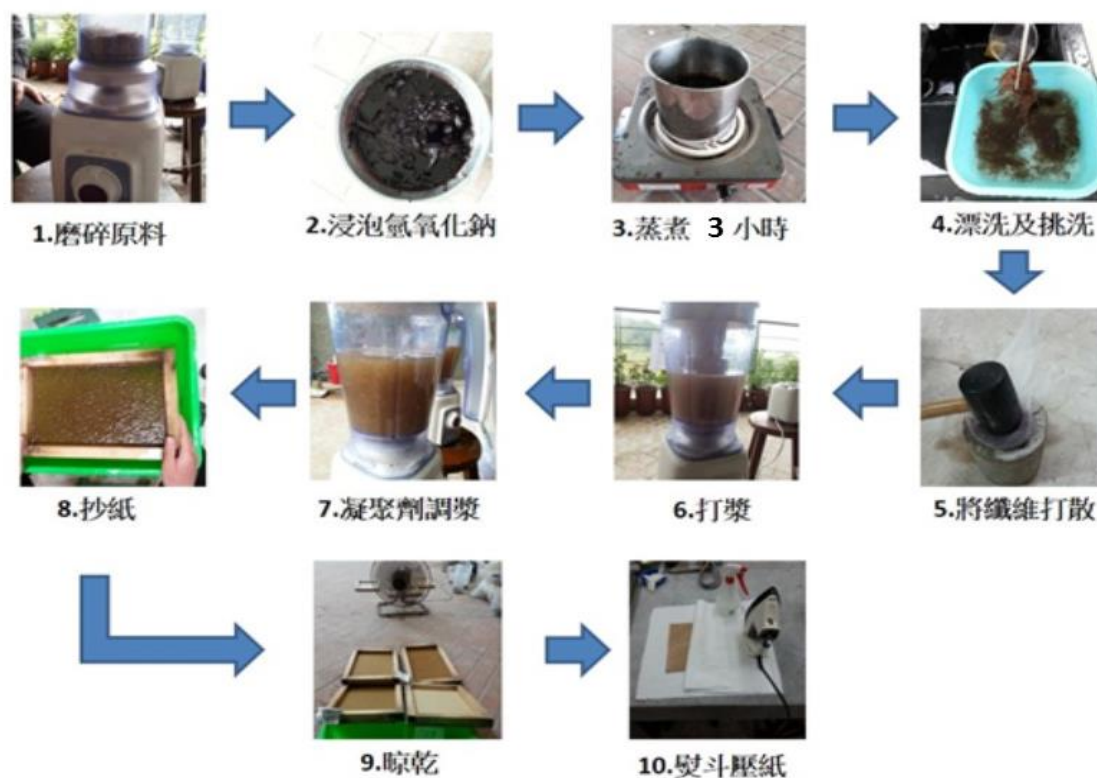 1.磨碎原料
2.浸泡氫氧化鈉
3.蒸煮 3 小時
4.漂洗及挑洗
5.將纖維打散
6.打漿
7.凝聚劑調漿
8.抄紙
9.晾乾
10.熨斗壓紙